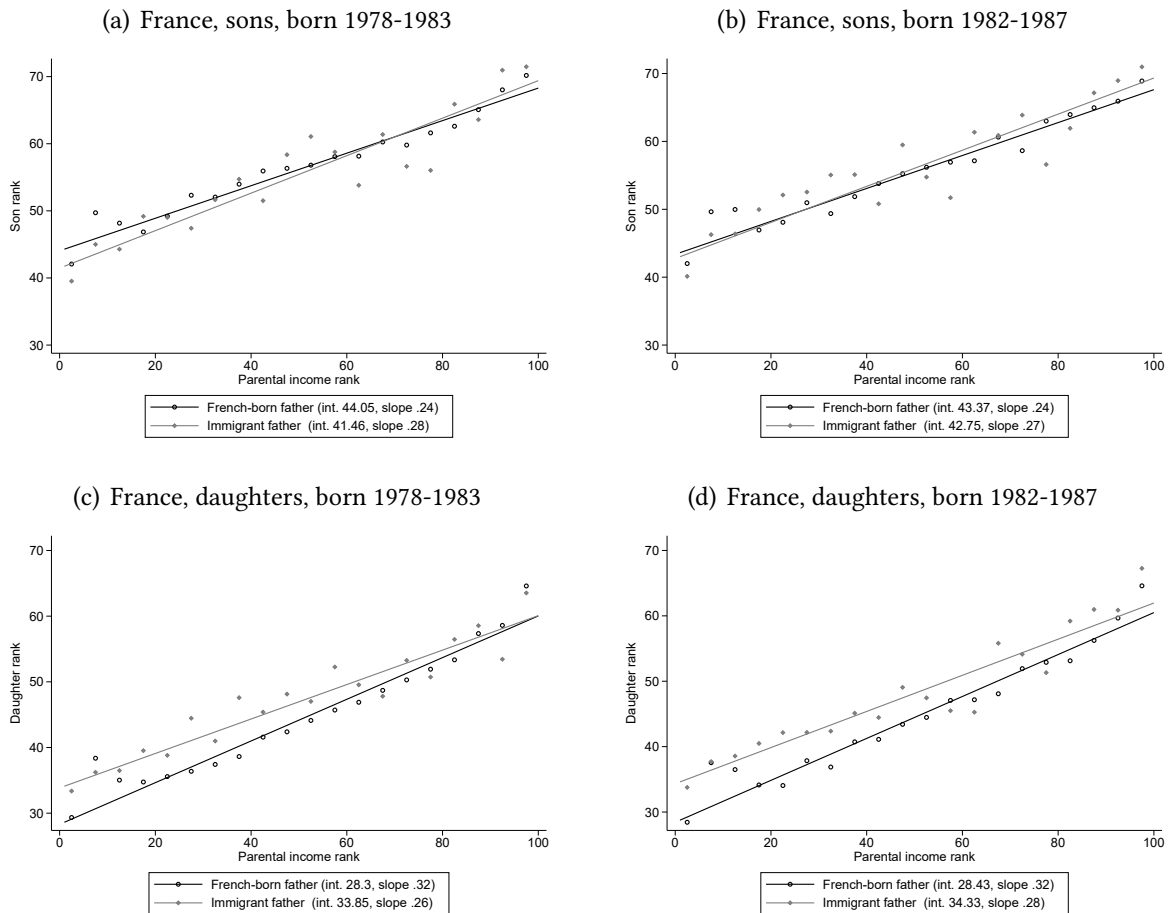 (a) France, sons, born 1978-1983
70
60
50
40
30
Son rank
0 20 40 60 80 100
Parental income rank
French-born father (int. 44.05, slope .24)
Immigrant father (int. 41.46, slope .28)
(b) France, sons, born 1982-1987
70
60
50
40
30
Son rank
0 20 40 60 80 100
Parental income rank
French-born father (int. 43.37, slope .24)
Immigrant father (int. 42.75, slope .27)
(c) France, daughters, born 1978-1983
70
60
50
40
30
Daughter rank
0 20 40 60 80 100
Parental income rank
French-born father (int. 28.3, slope .32)
Immigrant father (int. 33.85, slope .26)
(d) France, daughters, born 1982-1987
70
60
50
40
30
Daughter rank
0 20 40 60 80 100
Parental income rank
French-born father (int. 28.43, slope .32)
Immigrant father (int. 34.33, slope .28)